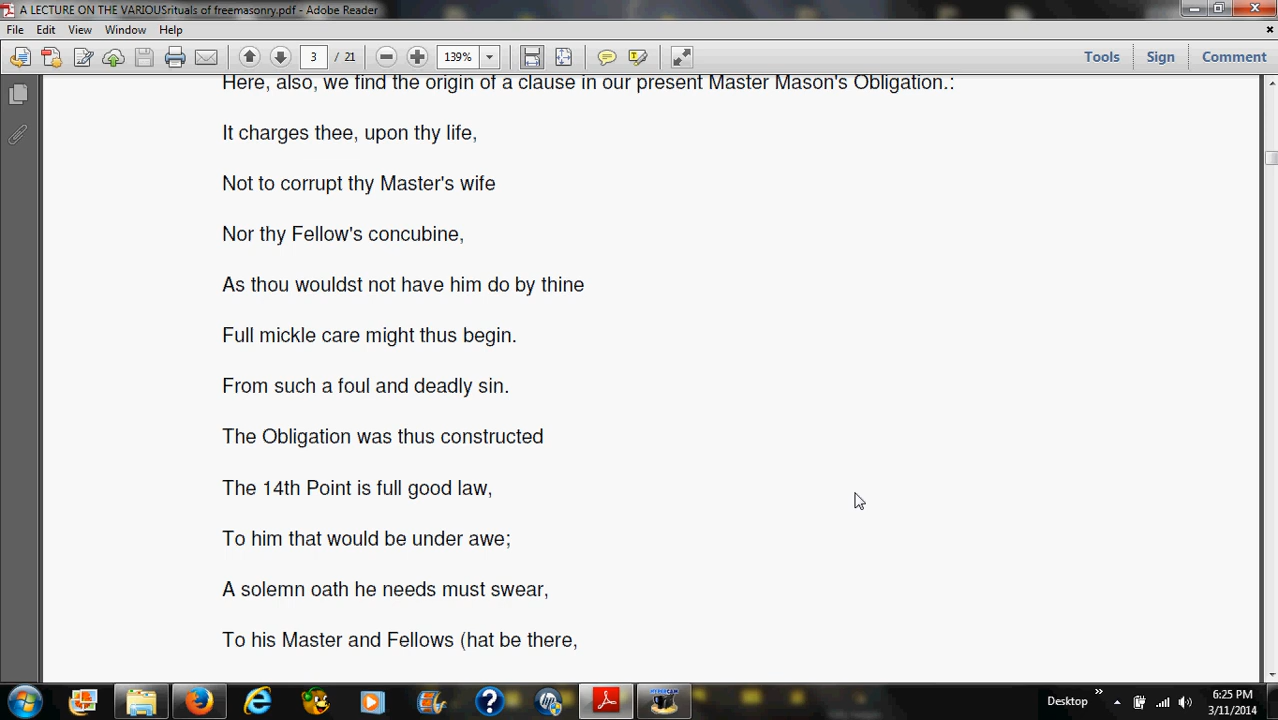 A LECTURE ON THE VARIOUSrituals of freemasonry.pdf - Adobe Reader
File Edit View Window Help
3 / 21 139% Tools Sign Comment
Here, also, we find the origin of a clause in our present Master Mason's Obligation.:
It charges thee, upon thy life,
Not to corrupt thy Master's wife
Nor thy Fellow's concubine,
As thou wouldst not have him do by thine
Full mickle care might thus begin.
From such a foul and deadly sin.
The Obligation was thus constructed
The 14th Point is full good law,
To him that would be under awe;
A solemn oath he needs must swear,
To his Master and Fellows (hat be there,
Desktop
6:25 PM
3/11/2014